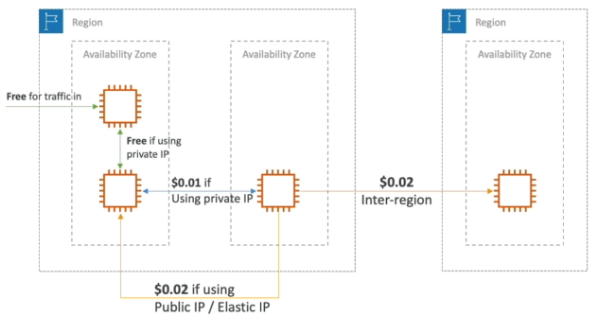 Region
Region
Availability Zone
Availability Zone
Availability Zone
Free for traffic in
Free if using
private IP
$0.01 if
Using private IP
$0.02
Inter-region
$0.02 if using
Public IP / Elastic IP